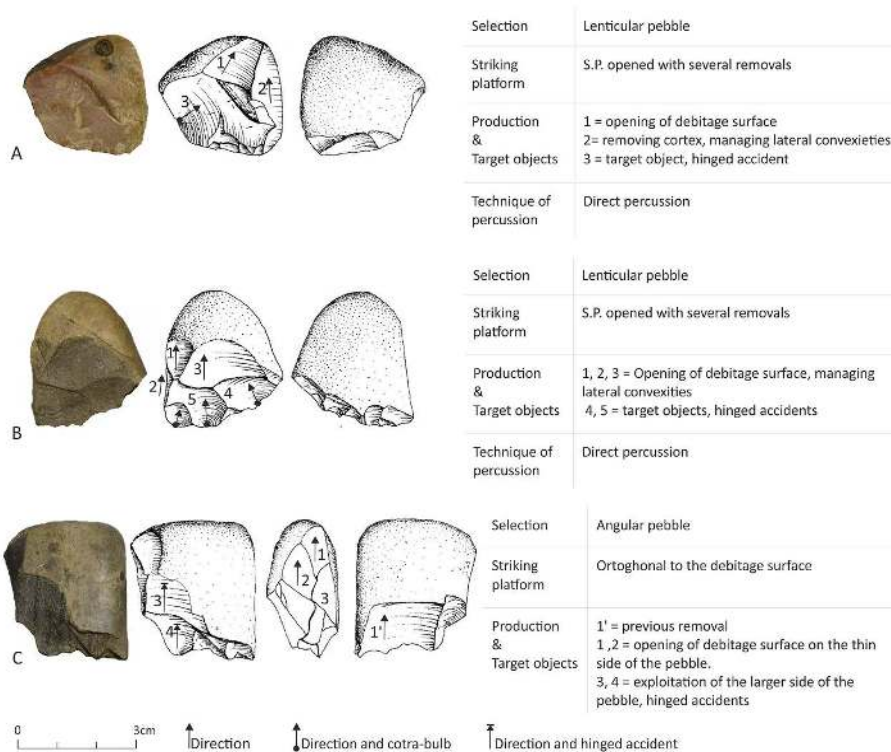 Selection Lenticular pebble
Striking S.P. opened with several removals
platform
Production 1 = opening of debitage surface
& 2= removing cortex, managing lateral convexieties
Target objects 3 = target object, hinged accident
Technique of Direct percussion
percussion
1
2
3
A
Selection Lenticular pebble
Striking S.P. opened with several removals
platform
Production 1, 2, 3 = Opening of debitage surface, managing
& lateral convexities
Target objects 4, 5 = target objects, hinged accidents
Technique of Direct percussion
percussion
1
3
2
5 4
B
Selection Angular pebble
Striking Ortoghonal to the debitage surface
platform
Production 1' = previous removal
& 1 ,2 = opening of debitage surface on the thin
Target objects side of the pebble.
3, 4 = exploitation of the larger side of the
pebble, hinged accidents
1
2
3 3
4 1'
C
0 3cm
Direction Direction and cotra-bulb Direction and hinged accident